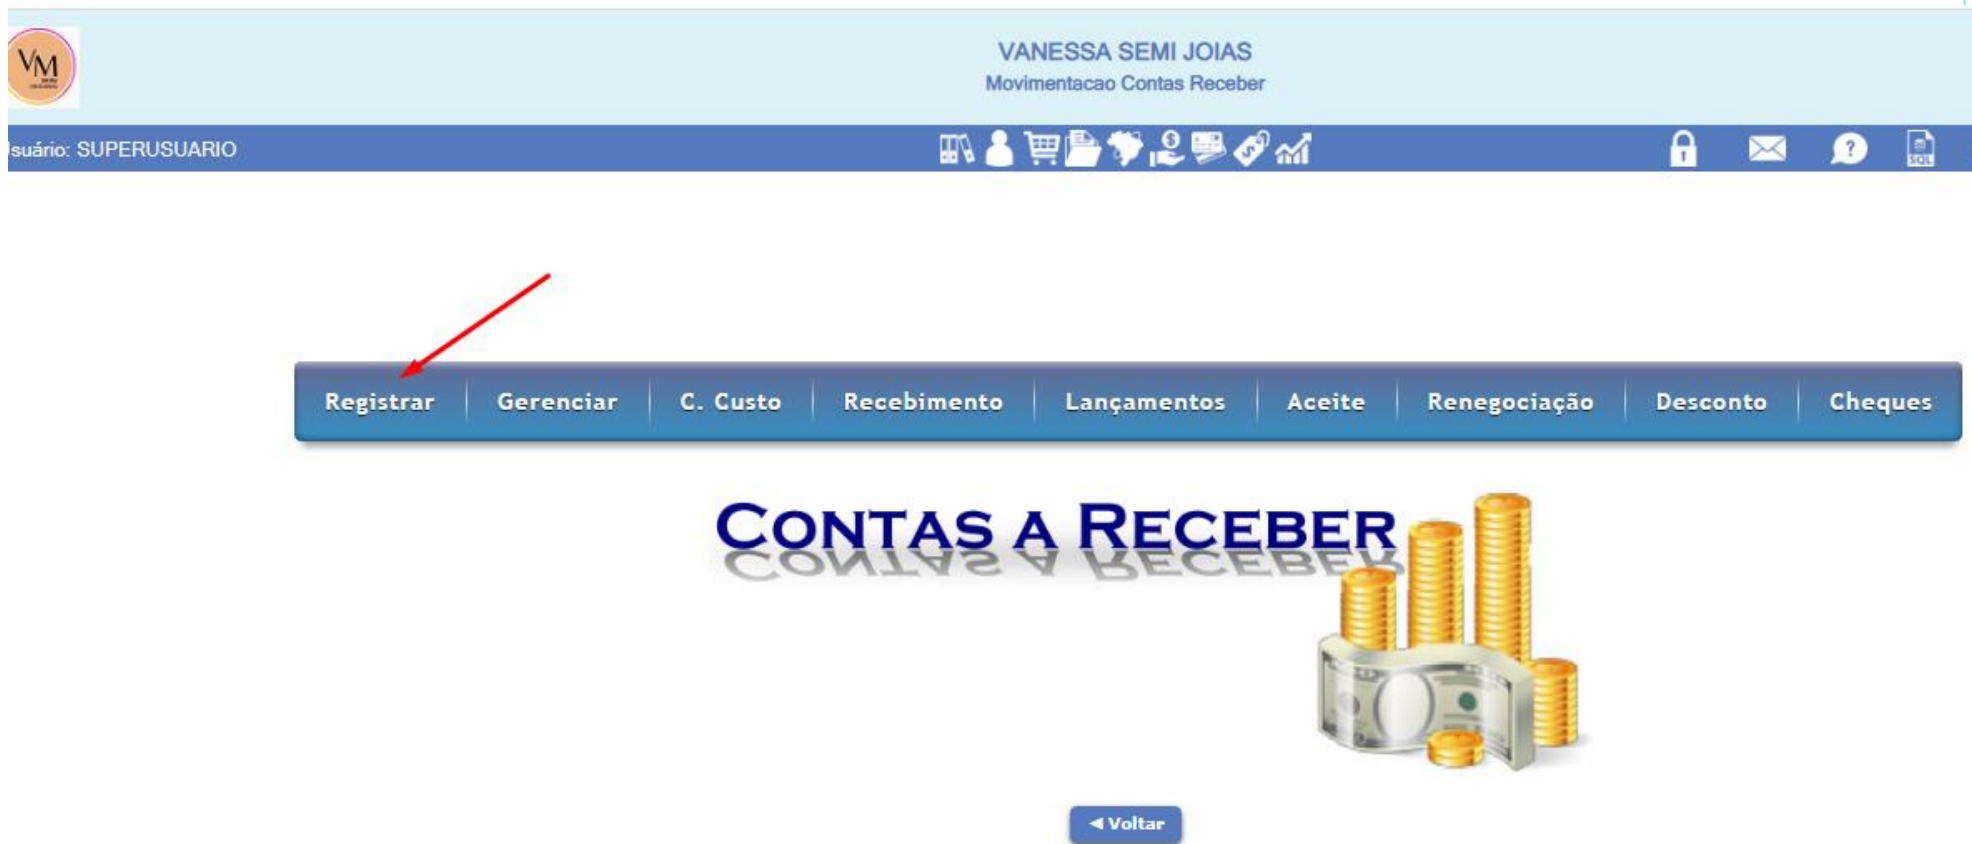 VM
VANESSA SEMI JOIAS
Movimentacao Contas Receber
suário: SUPERUSUARIO
SQL
Registrar
Gerenciar
C. Custo
Recebimento
Lançamentos
Aceite
Renegociação
Desconto
Cheques
CONTAS A RECEBER
Voltar